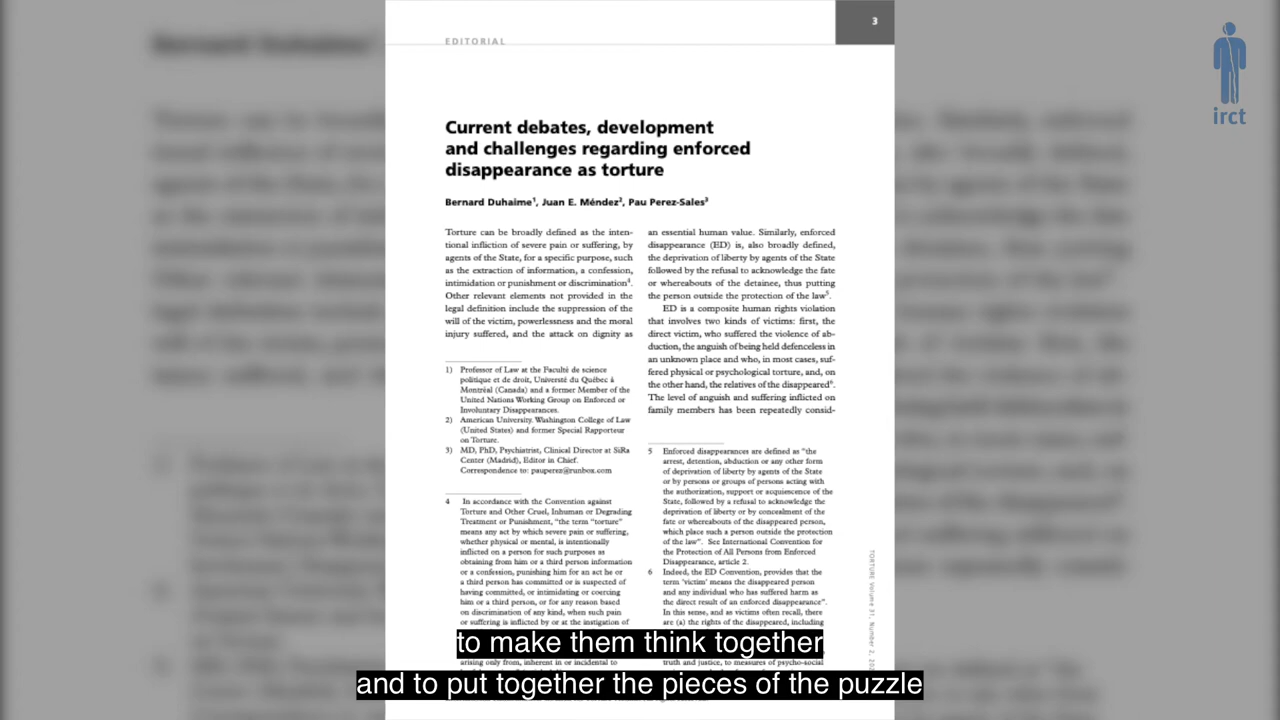 3
EDITORIAL
irct
Current debates, development
and challenges regarding enforced
disappearance as torture
Bernard Duhaime¹, Juan E. Méndez², Pau Perez-Sales³
Torture can be broadly defined as the inten-
tional infliction of severe pain or suffering, by
agents of the State, for a specific purpose, such
as the extraction of information, a confession,
intimidation or punishment or discrimination⁴.
Other relevant elements not provided in the
legal definition include the suppression of the
will of the victim, powerlessness and the moral
injury suffered, and the attack on dignity as
1) Professor of Law at the Faculté de science
politique et de droit, Université du Québec à
Montréal (Canada) and a former Member of the
United Nations Working Group on Enforced or
Involuntary Disappearances.
2) American University. Washington College of Law
(United States) and former Special Rapporteur
on Torture.
3) MD, PhD, Psychiatrist, Clinical Director at SiRa
Center (Madrid), Editor in Chief.
Correspondence to: pauperez@runbox.com
4 In accordance with the Convention against
Torture and Other Cruel, Inhuman or Degrading
Treatment or Punishment, “the term “torture”
means any act by which severe pain or suffering,
whether physical or mental, is intentionally
inflicted on a person for such purposes as
obtaining from him or a third person information
or a confession, punishing him for an act he or
a third person has committed or is suspected of
having committed, or intimidating or coercing
him or a third person, or for any reason based
on discrimination of any kind, when such pain
or suffering is inflicted by or at the instigation of
arising only from, inherent in or incidental to
an essential human value. Similarly, enforced
disappearance (ED) is, also broadly defined,
the deprivation of liberty by agents of the State
followed by the refusal to acknowledge the fate
or whereabouts of the detainee, thus putting
the person outside the protection of the law⁵.
ED is a composite human rights violation
that involves two kinds of victims: first, the
direct victim, who suffered the violence of ab-
duction, the anguish of being held defenceless in
an unknown place and who, in most cases, suf-
fered physical or psychological torture, and, on
the other hand, the relatives of the disappeared⁶.
The level of anguish and suffering inflicted on
family members has been repeatedly consid-
5 Enforced disappearances are defined as “the
arrest, detention, abduction or any other form
of deprivation of liberty by agents of the State
or by persons or groups of persons acting with
the authorization, support or acquiescence of the
State, followed by a refusal to acknowledge the
deprivation of liberty or by concealment of the
fate or whereabouts of the disappeared person,
which place such a person outside the protection
of the law”. See International Convention for
the Protection of All Persons from Enforced
Disappearance, article 2.
6 Indeed, the ED Convention, provides that the
term ‘victim’ means the disappeared person
and any individual who has suffered harm as
the direct result of an enforced disappearance”.
In this sense, and as victims often recall, there
are (a) the rights of the disappeared, including
truth and justice, to measures of psycho-social
TORTURE Volume 31, Number 2, 202
to make them think together
and to put together the pieces of the puzzle